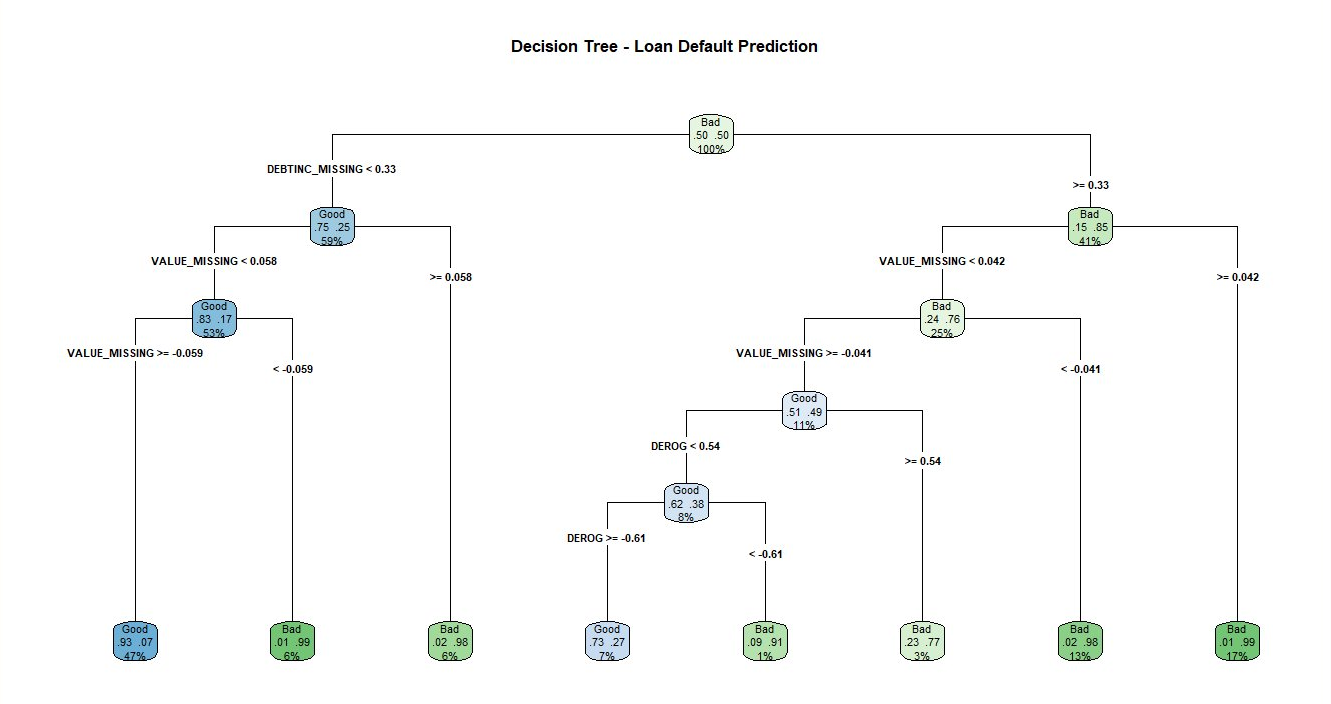 Decision Tree - Loan Default Prediction
Bad
.50 .50
100%
DEBTINC_MISSING < 0.33
>= 0.33
Good
.75 .25
59%
Bad
.15 .85
41%
VALUE_MISSING < 0.058
>= 0.058
VALUE_MISSING < 0.042
>= 0.042
Good
.83 .17
53%
Bad
.24 .76
25%
VALUE_MISSING >= -0.059
< -0.059
VALUE_MISSING >= -0.041
< -0.041
Good
.51 .49
11%
DEROG < 0.54
>= 0.54
Good
.62 .38
8%
DEROG >= -0.61
< -0.61
Good
.93 .07
47%
Bad
.01 .99
6%
Bad
.02 .98
6%
Good
.73 .27
7%
Bad
.09 .91
1%
Bad
.23 .77
3%
Bad
.02 .98
13%
Bad
.01 .99
17%